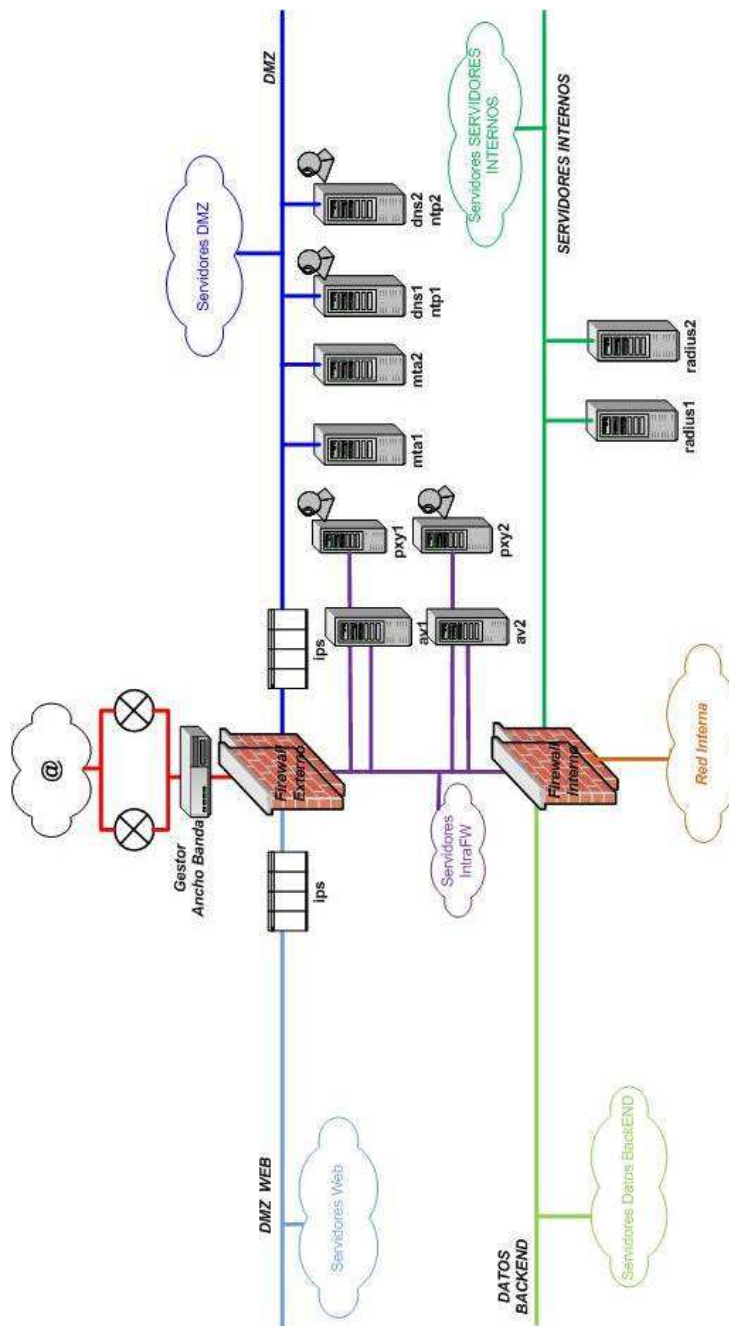 @
Gestor
Ancho Banda
DMZ WEB
Servidores Web
ips
Firewall
Externo
ips
Servidores DMZ
DMZ
mta1
mta2
dns1
ntp1
dns2
ntp2
Servidores
IntraFW
av1
pxy1
av2
pxy2
DATOS
BACKEND
Servidores Datos BackEND
Firewall
Interno
Red Interna
radius1
radius2
SERVIDORES INTERNOS
Servidores SERVIDORES
INTERNOS